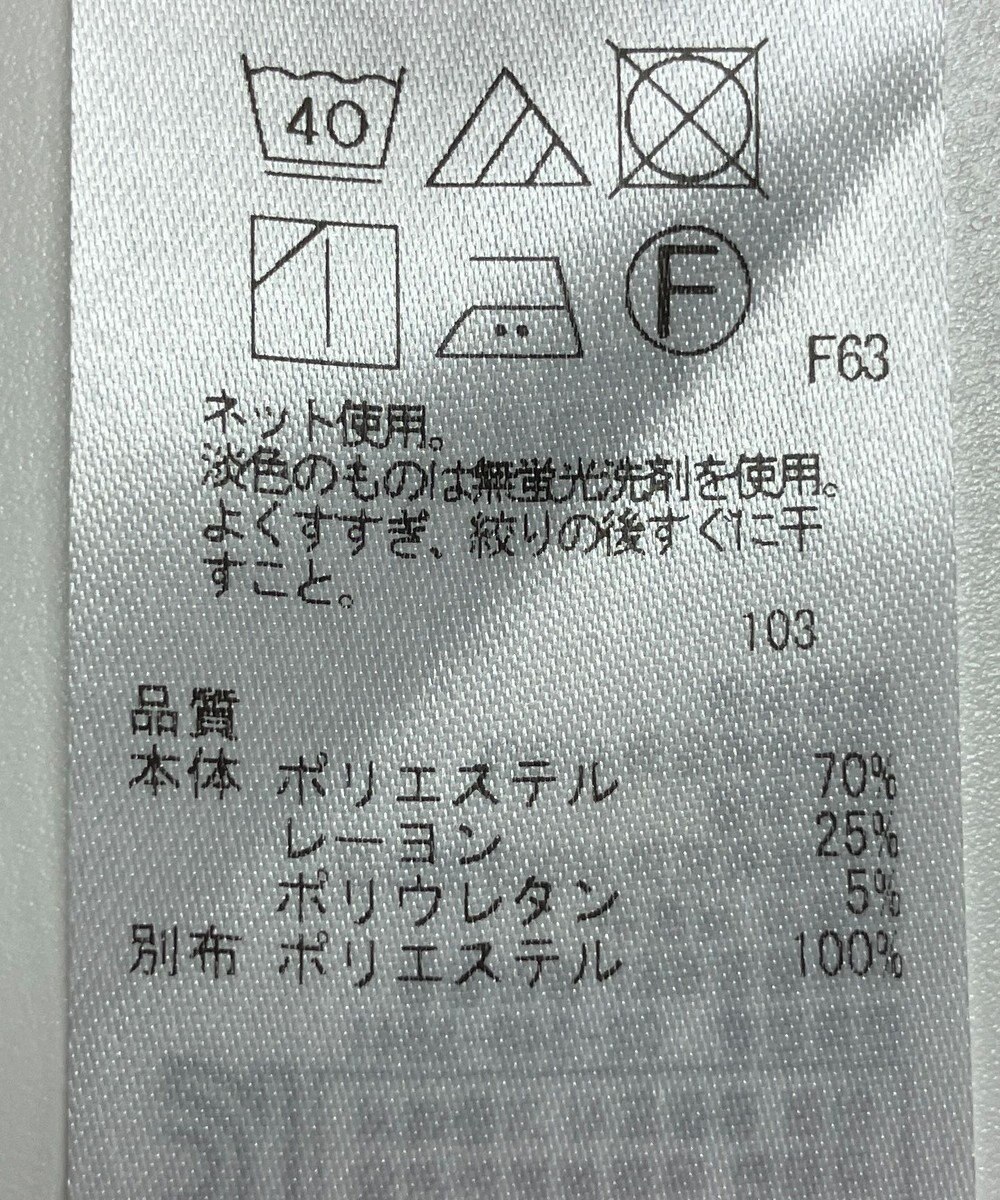 40
F
F63
ネット使用。
淡色のものは無蛍光洗剤を使用。
よくすすぎ、絞りの後すぐに干
すこと。
103
品質
本体 ポリエステル 70%
レーヨン 25%
ポリウレタン 5%
別布 ポリエステル 100%